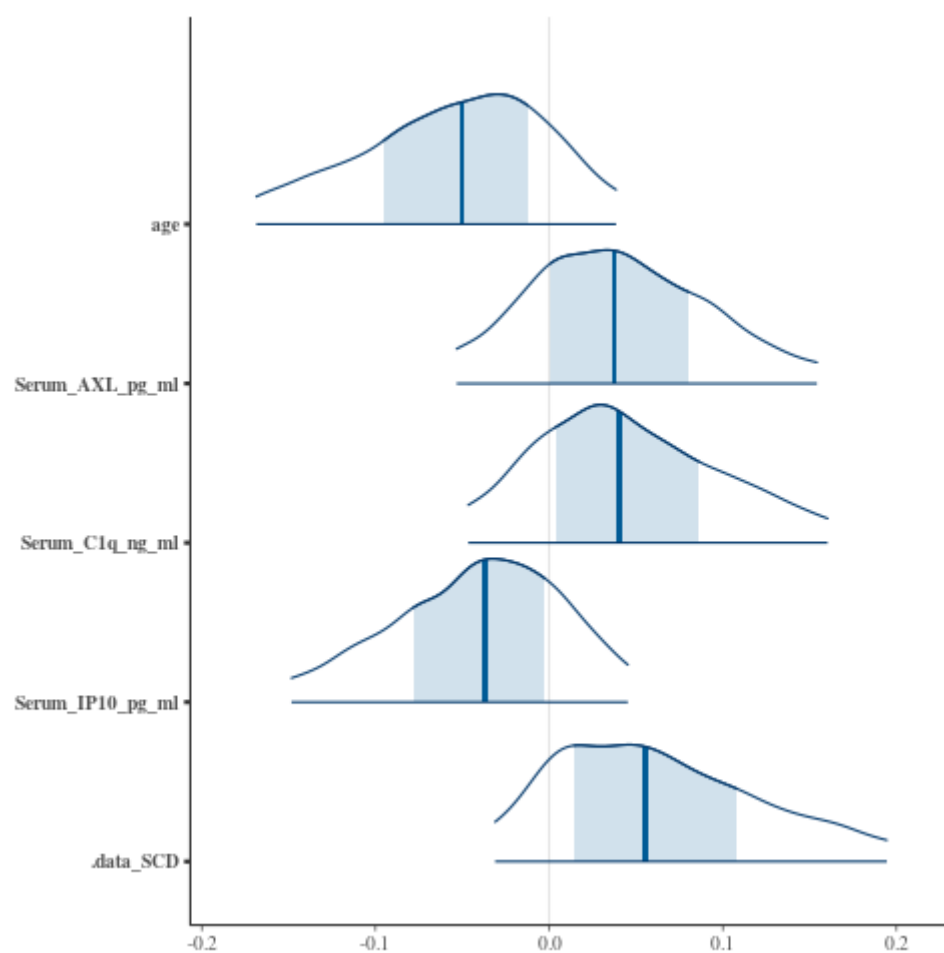 age
Serum_AXL_pg_ml
Serum_C1q_ng_ml
Serum_IP10_pg_ml
.data_SCD
-0.2 -0.1 0.0 0.1 0.2